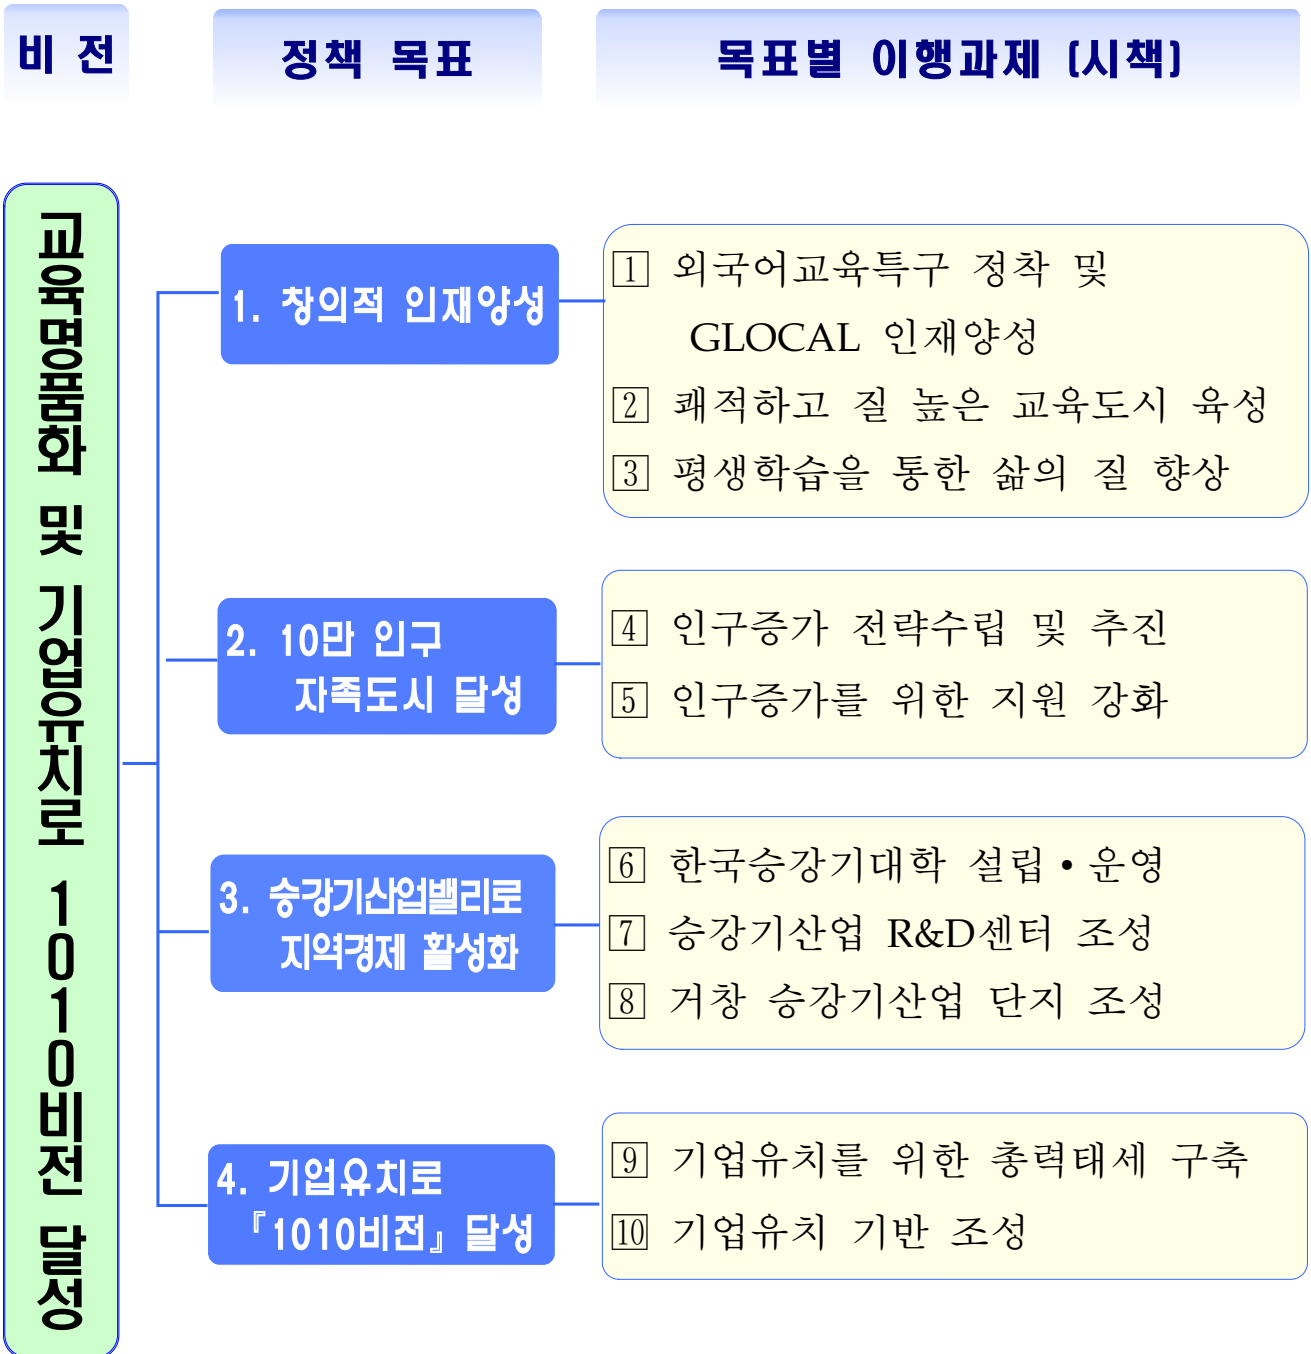 비 전
정책 목표
목표별 이행과제 (시책)
교육명품화 및 기업유치로 1010비전 달성
1. 창의적 인재양성
1 외국어교육특구 정착 및
GLOCAL 인재양성
2 쾌적하고 질 높은 교육도시 육성
3 평생학습을 통한 삶의 질 향상
2. 10만 인구
자족도시 달성
4 인구증가 전략수립 및 추진
5 인구증가를 위한 지원 강화
3. 승강기산업밸리로
지역경제 활성화
6 한국승강기대학 설립•운영
7 승강기산업 R&D센터 조성
8 거창 승강기산업 단지 조성
4. 기업유치로
『1010비전』 달성
9 기업유치를 위한 총력태세 구축
10 기업유치 기반 조성